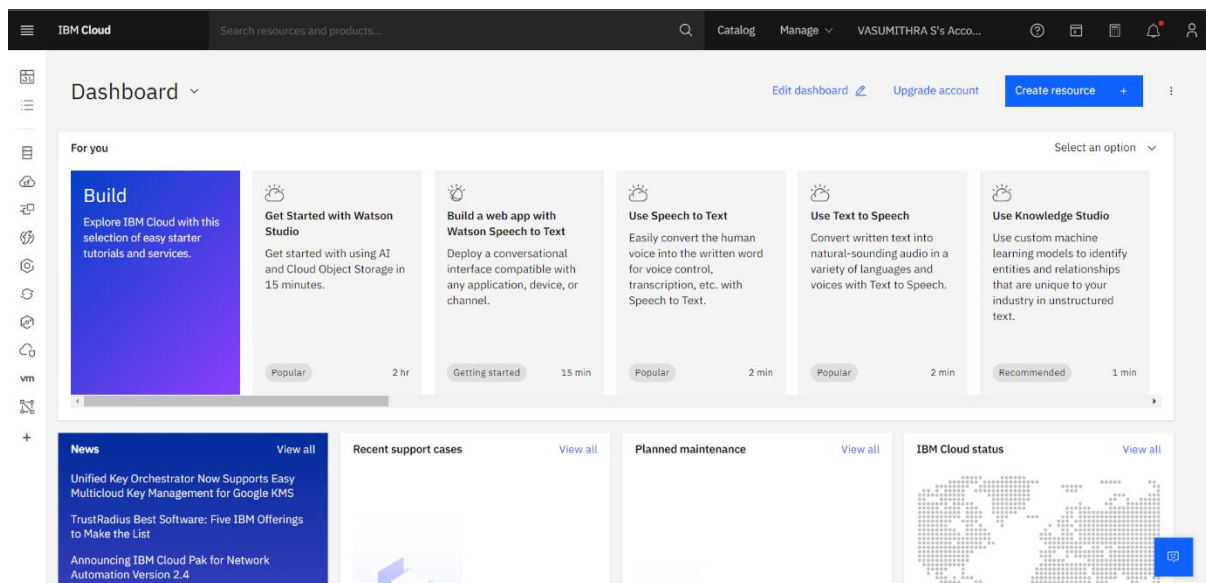 IBM Cloud
Search resources and products...
Catalog
Manage
VASUMITHRA S's Acco...
Dashboard
Edit dashboard
Upgrade account
Create resource +
For you
Select an option
Build
Explore IBM Cloud with this
selection of easy starter
tutorials and services.
Get Started with Watson
Studio
Get started with using AI
and Cloud Object Storage in
15 minutes.
Popular
2 hr
Build a web app with
Watson Speech to Text
Deploy a conversational
interface compatible with
any application, device, or
channel.
Getting started
15 min
Use Speech to Text
Easily convert the human
voice into the written word
for voice control,
transcription, etc. with
Speech to Text.
Popular
2 min
Use Text to Speech
Convert written text into
natural-sounding audio in a
variety of languages and
voices with Text to Speech.
Popular
2 min
Use Knowledge Studio
Use custom machine
learning models to identify
entities and relationships
that are unique to your
industry in unstructured
text.
Recommended
1 min
vm
+
News
View all
Unified Key Orchestrator Now Supports Easy
Multicloud Key Management for Google KMS
TrustRadius Best Software: Five IBM Offerings
to Make the List
Announcing IBM Cloud Pak for Network
Automation Version 2.4
Recent support cases
View all
Planned maintenance
View all
IBM Cloud status
View all